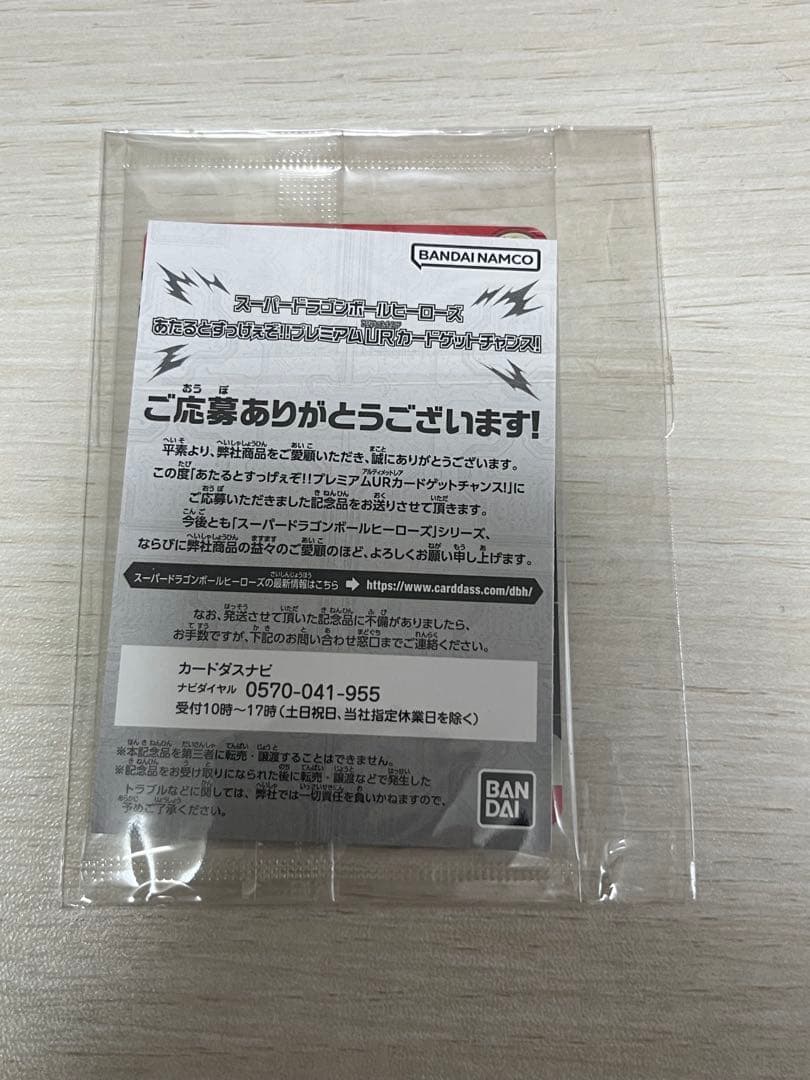 BANDAI NAMCO
スーパードラゴンボールヒーローズ
あたるとすっげぇぞ!!プレミアムURカードゲットチャンス!
ご応募ありがとうございます!
平素より、弊社商品をご愛顧いただき、誠にありがとうございます。
この度「あたるとすっげぇぞ!!プレミアムURカードゲットチャンス!」に
ご応募いただきました記念品をお送りさせて頂きます。
今後とも「スーパードラゴンボールヒーローズ」シリーズ、
ならびに弊社商品の益々のご愛顧のほど、よろしくお願い申し上げます。
スーパードラゴンボールヒーローズの最新情報はこちら ➡ https://www.carddass.com/dbh/
なお、発送させて頂いた記念品に不備がありましたら、
お手数ですが、下記のお問い合わせ窓口までご連絡ください。
カードダスナビ
ナビダイヤル 0570-041-955
受付10時〜17時(土日祝日、当社指定休業日を除く)
※本記念品を第三者に転売・譲渡することはできません。
※記念品をお受け取りになられた後に転売・譲渡などで発生した
トラブルなどに関しては、弊社では一切責任を負いかねますので、
予めご了承ください。
BAN
DAI